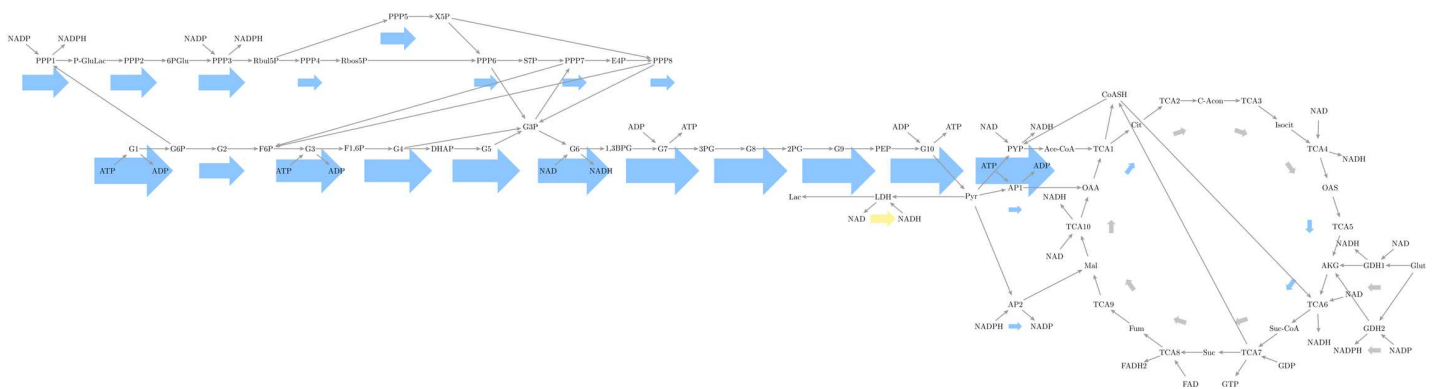 PPP5 X5P
NADP NADPH NADP NADPH
PPP1 P-GluLac PPP2 6PGlu PPP3 Rbul5P PPP4 Rbos5P PPP6 S7P PPP7 E4P PPP8
CoASH
TCA2 C-Acon TCA3
NAD
G3P ADP ATP ADP ATP NAD NADH Cit Isocit
G1 G6P G2 F6P G3 F1,6P G4 DHAP G5 G6 1,3BPG G7 3PG G8 2PG G9 PEP G10 PYP Ace-CoA TCA1 TCA4
NADH
ATP ADP ATP ADP NAD NADH ATP ADP
AP1 OAA OAS
Lac LDH Pyr NADH
NAD NADH TCA10 TCA5
NADH NAD
NAD
Mal AKG GDH1 Glut
NAD
AP2 TCA9 TCA6
NADPH NADP Fum Suc-CoA GDH2
NADH
TCA8 Suc TCA7 NADPH NADP
FADH2 GDP
FAD GTP